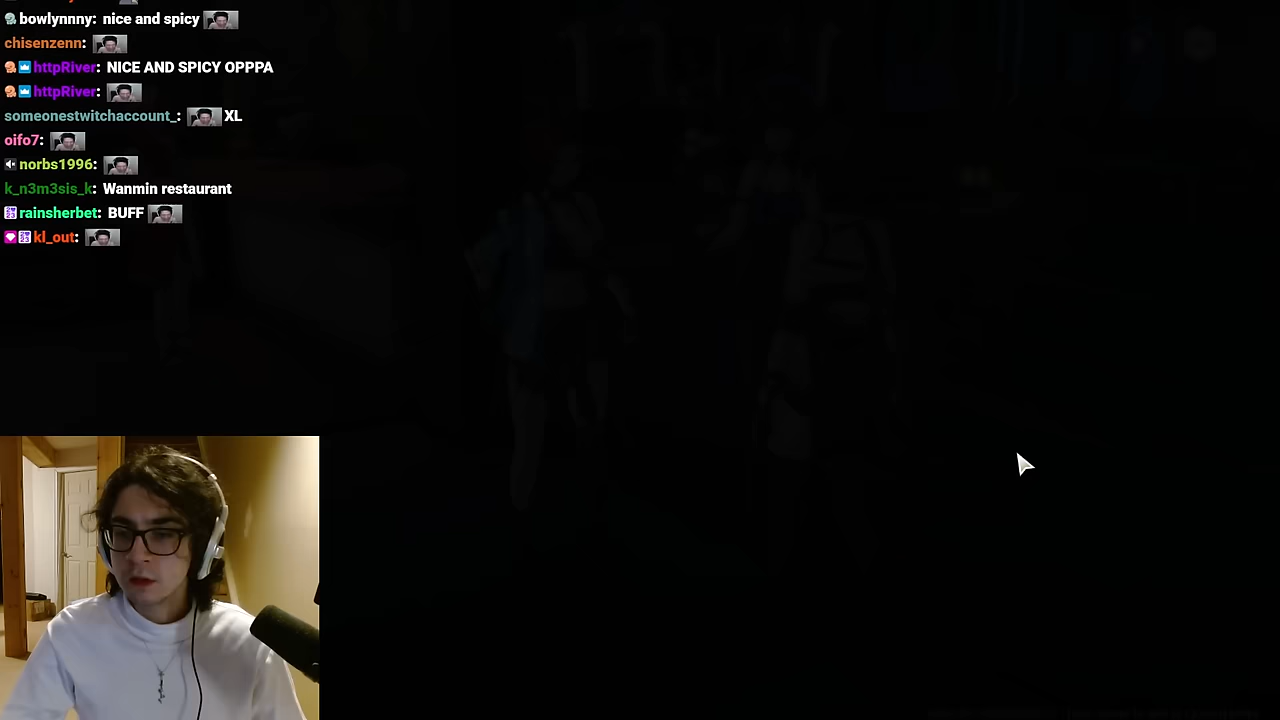 bowlynnny: nice and spicy
chisenzenn:
httpRiver: NICE AND SPICY OPPPA
httpRiver:
someonestwitchaccount_: XL
oifo7:
norbs1996:
k_n3m3sis_k: Wanmin restaurant
rainsherbet: BUFF
kl_out: